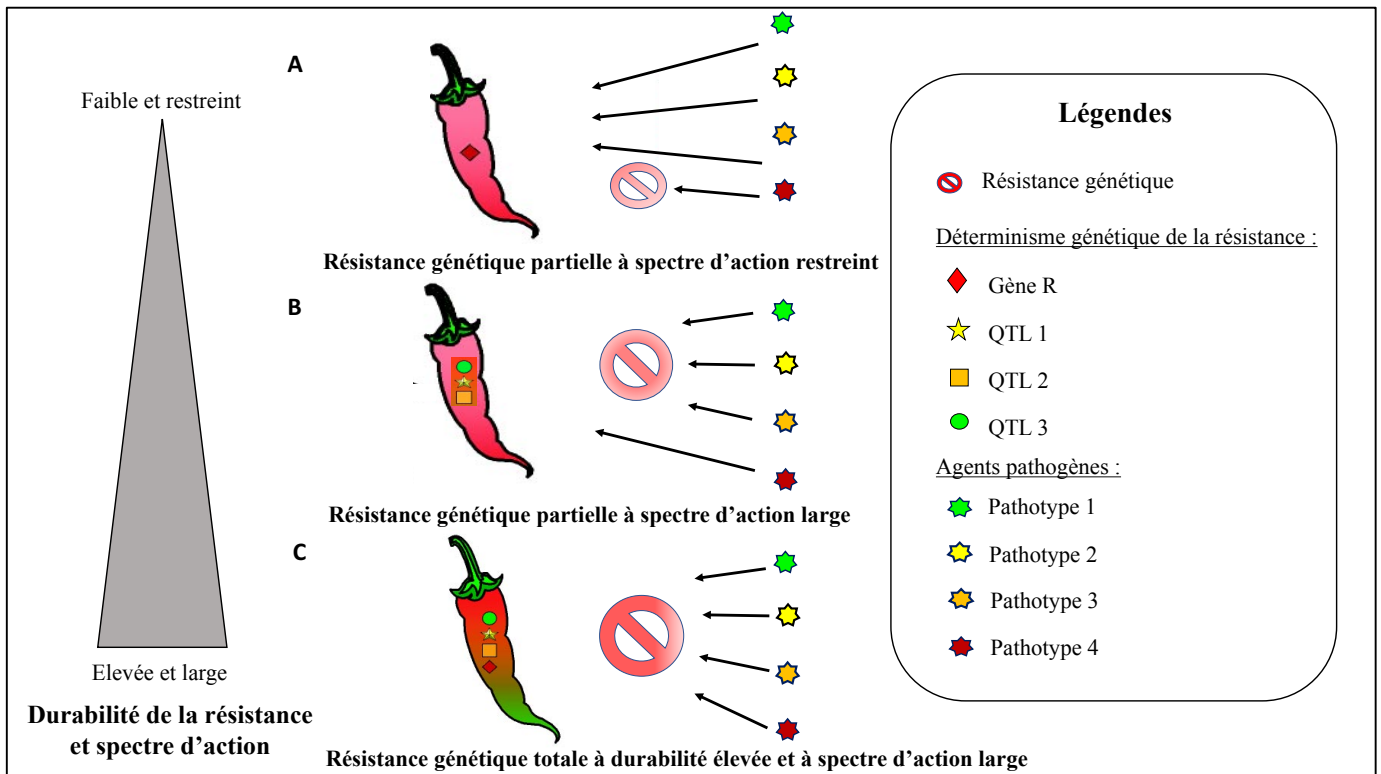 Faible et restreint
Elevée et large
Durabilité de la résistance
et spectre d’action
A
Résistance génétique partielle à spectre d’action restreint
B
Résistance génétique partielle à spectre d’action large
C
Résistance génétique totale à durabilité élevée et à spectre d’action large
Légendes
Résistance génétique
Déterminisme génétique de la résistance :
Gène R
QTL 1
QTL 2
QTL 3
Agents pathogènes :
Pathotype 1
Pathotype 2
Pathotype 3
Pathotype 4